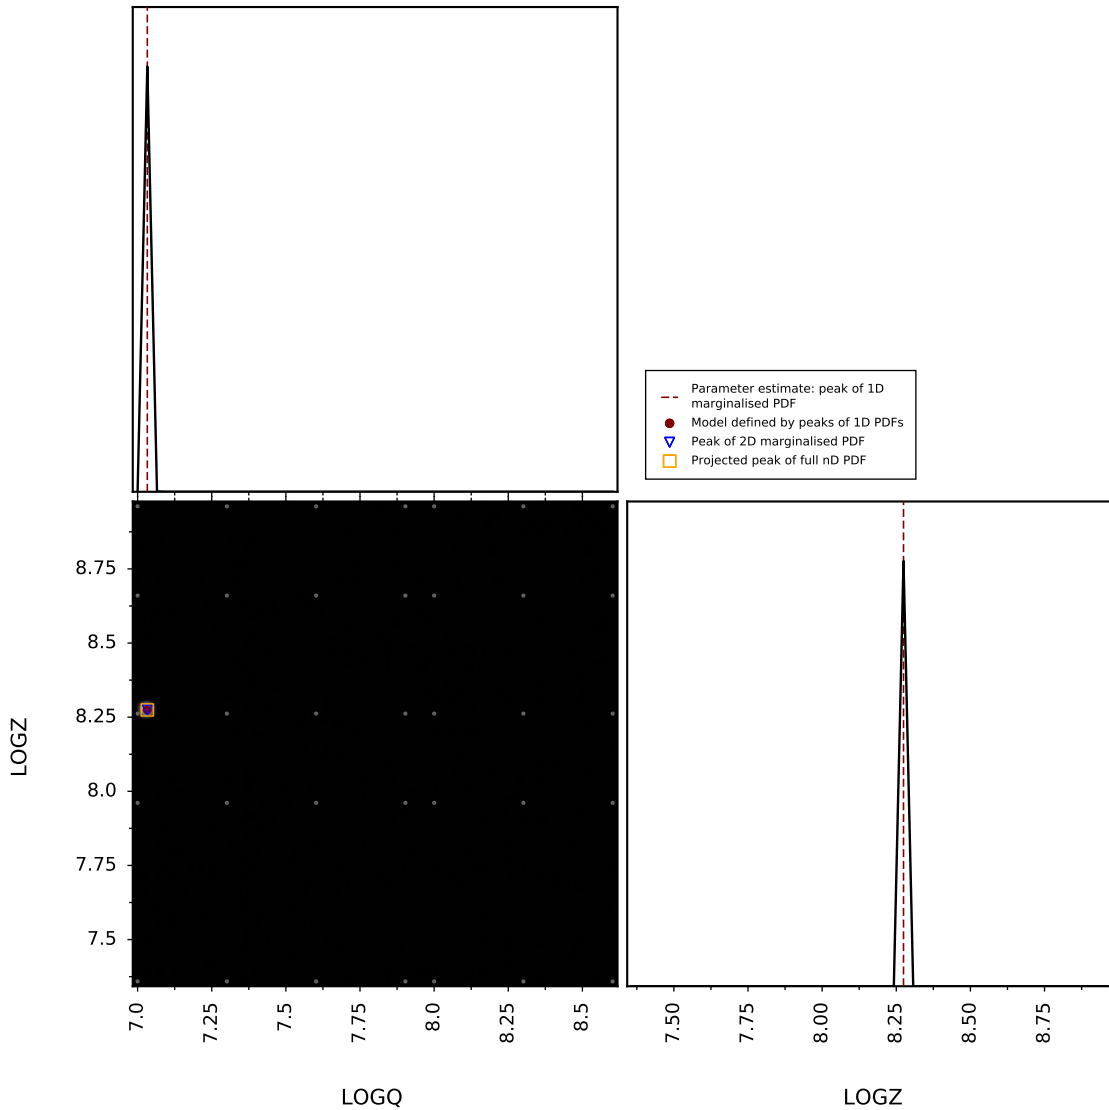 Parameter estimate: peak of 1D
marginalised PDF
Model defined by peaks of 1D PDFs
Peak of 2D marginalised PDF
Projected peak of full nD PDF
8.75
8.5
8.25
8.0
7.75
7.5
LOGZ
7.0 7.25 7.5 7.75 8.0 8.25 8.5
7.50 7.75 8.00 8.25 8.50 8.75
LOGQ
LOGZ